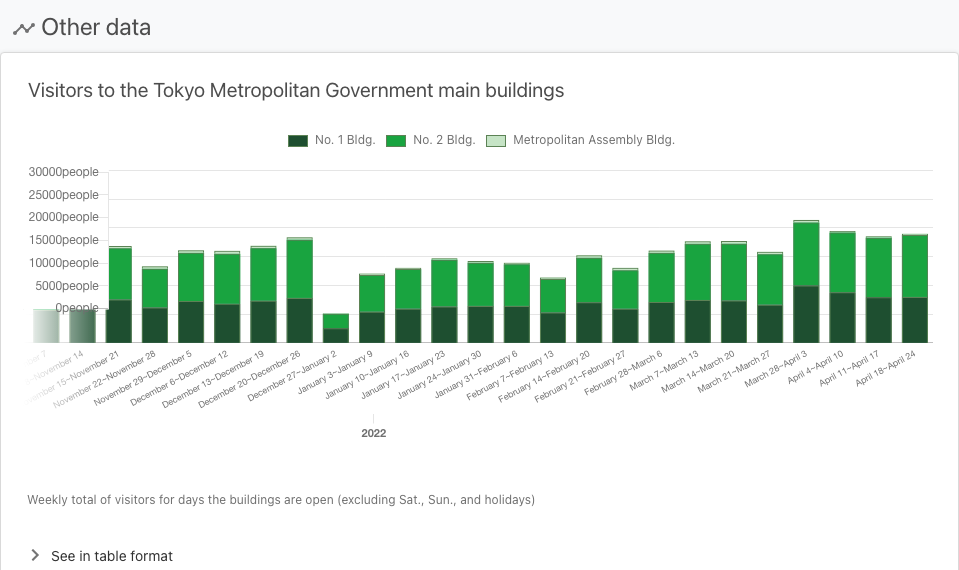 Other data
Visitors to the Tokyo Metropolitan Government main buildings
No. 1 Bldg. No. 2 Bldg. Metropolitan Assembly Bldg.
30000people
25000people
20000people
15000people
10000people
5000people
0people
November 14
November 15~November 21
November 22~November 28
November 29~December 5
December 6~December 12
December 13~December 19
December 20~December 26
December 27~January 2
January 3~January 9
January 10~January 16
January 17~January 23
January 24~January 30
January 31~February 6
February 7~February 13
February 14~February 20
February 21~February 27
February 28~March 6
March 7~March 13
March 14~March 20
March 21~March 27
March 28~April 3
April 4~April 10
April 11~April 17
April 18~April 24
2022
Weekly total of visitors for days the buildings are open (excluding Sat., Sun., and holidays)
See in table format